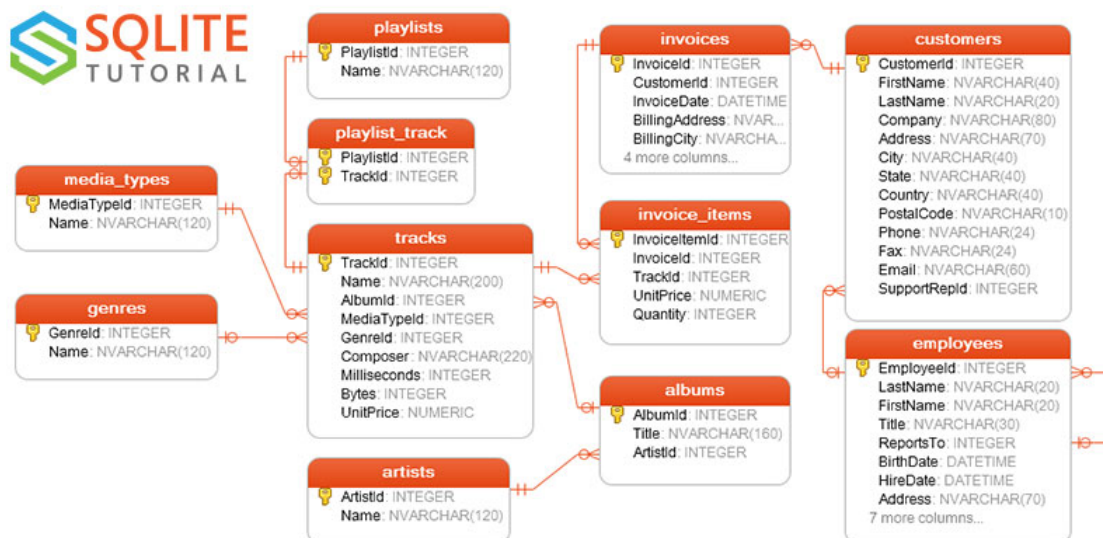 SQLITE
TUTORIAL
playlists
PlaylistId: INTEGER
Name: NVARCHAR(120)
playlist_track
PlaylistId: INTEGER
TrackId: INTEGER
media_types
MediaTypeId: INTEGER
Name: NVARCHAR(120)
genres
GenreId: INTEGER
Name: NVARCHAR(120)
tracks
TrackId: INTEGER
Name: NVARCHAR(200)
AlbumId: INTEGER
MediaTypeId: INTEGER
GenreId: INTEGER
Composer: NVARCHAR(220)
Milliseconds: INTEGER
Bytes: INTEGER
UnitPrice: NUMERIC
artists
ArtistId: INTEGER
Name: NVARCHAR(120)
invoices
InvoiceId: INTEGER
CustomerId: INTEGER
InvoiceDate: DATETIME
BillingAddress: NVAR...
BillingCity: NVARCHA...
4 more columns...
invoice_items
InvoiceItemId: INTEGER
InvoiceId: INTEGER
TrackId: INTEGER
UnitPrice: NUMERIC
Quantity: INTEGER
albums
AlbumId: INTEGER
Title: NVARCHAR(160)
ArtistId: INTEGER
customers
CustomerId: INTEGER
FirstName: NVARCHAR(40)
LastName: NVARCHAR(20)
Company: NVARCHAR(80)
Address: NVARCHAR(70)
City: NVARCHAR(40)
State: NVARCHAR(40)
Country: NVARCHAR(40)
PostalCode: NVARCHAR(10)
Phone: NVARCHAR(24)
Fax: NVARCHAR(24)
Email: NVARCHAR(60)
SupportRepId: INTEGER
employees
EmployeeId: INTEGER
LastName: NVARCHAR(20)
FirstName: NVARCHAR(20)
Title: NVARCHAR(30)
ReportsTo: INTEGER
BirthDate: DATETIME
HireDate: DATETIME
Address: NVARCHAR(70)
7 more columns...